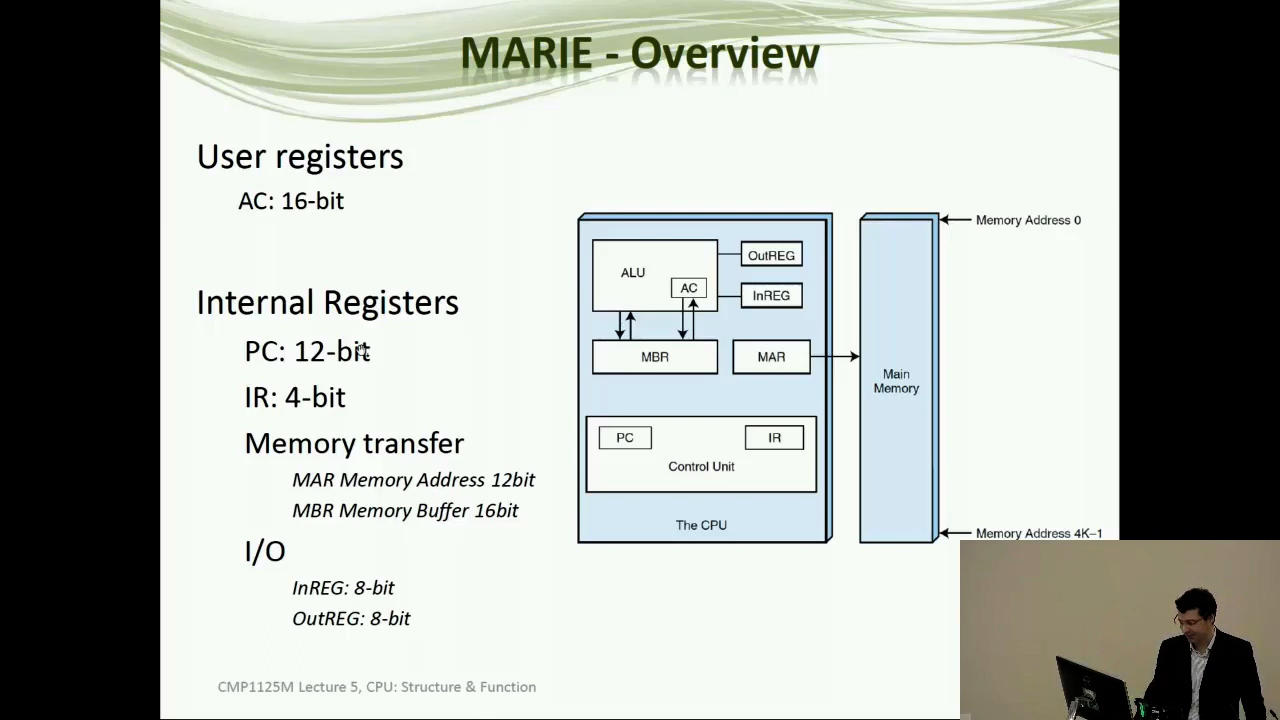 MARIE - Overview
User registers
AC: 16-bit
Internal Registers
PC: 12-bit
IR: 4-bit
Memory transfer
MAR Memory Address 12bit
MBR Memory Buffer 16bit
I/O
InREG: 8-bit
OutREG: 8-bit
ALU
AC
OutREG
InREG
MBR
MAR
PC
IR
Control Unit
The CPU
Main
Memory
Memory Address 0
Memory Address 4K–1
CMP1125M Lecture 5, CPU: Structure & Function